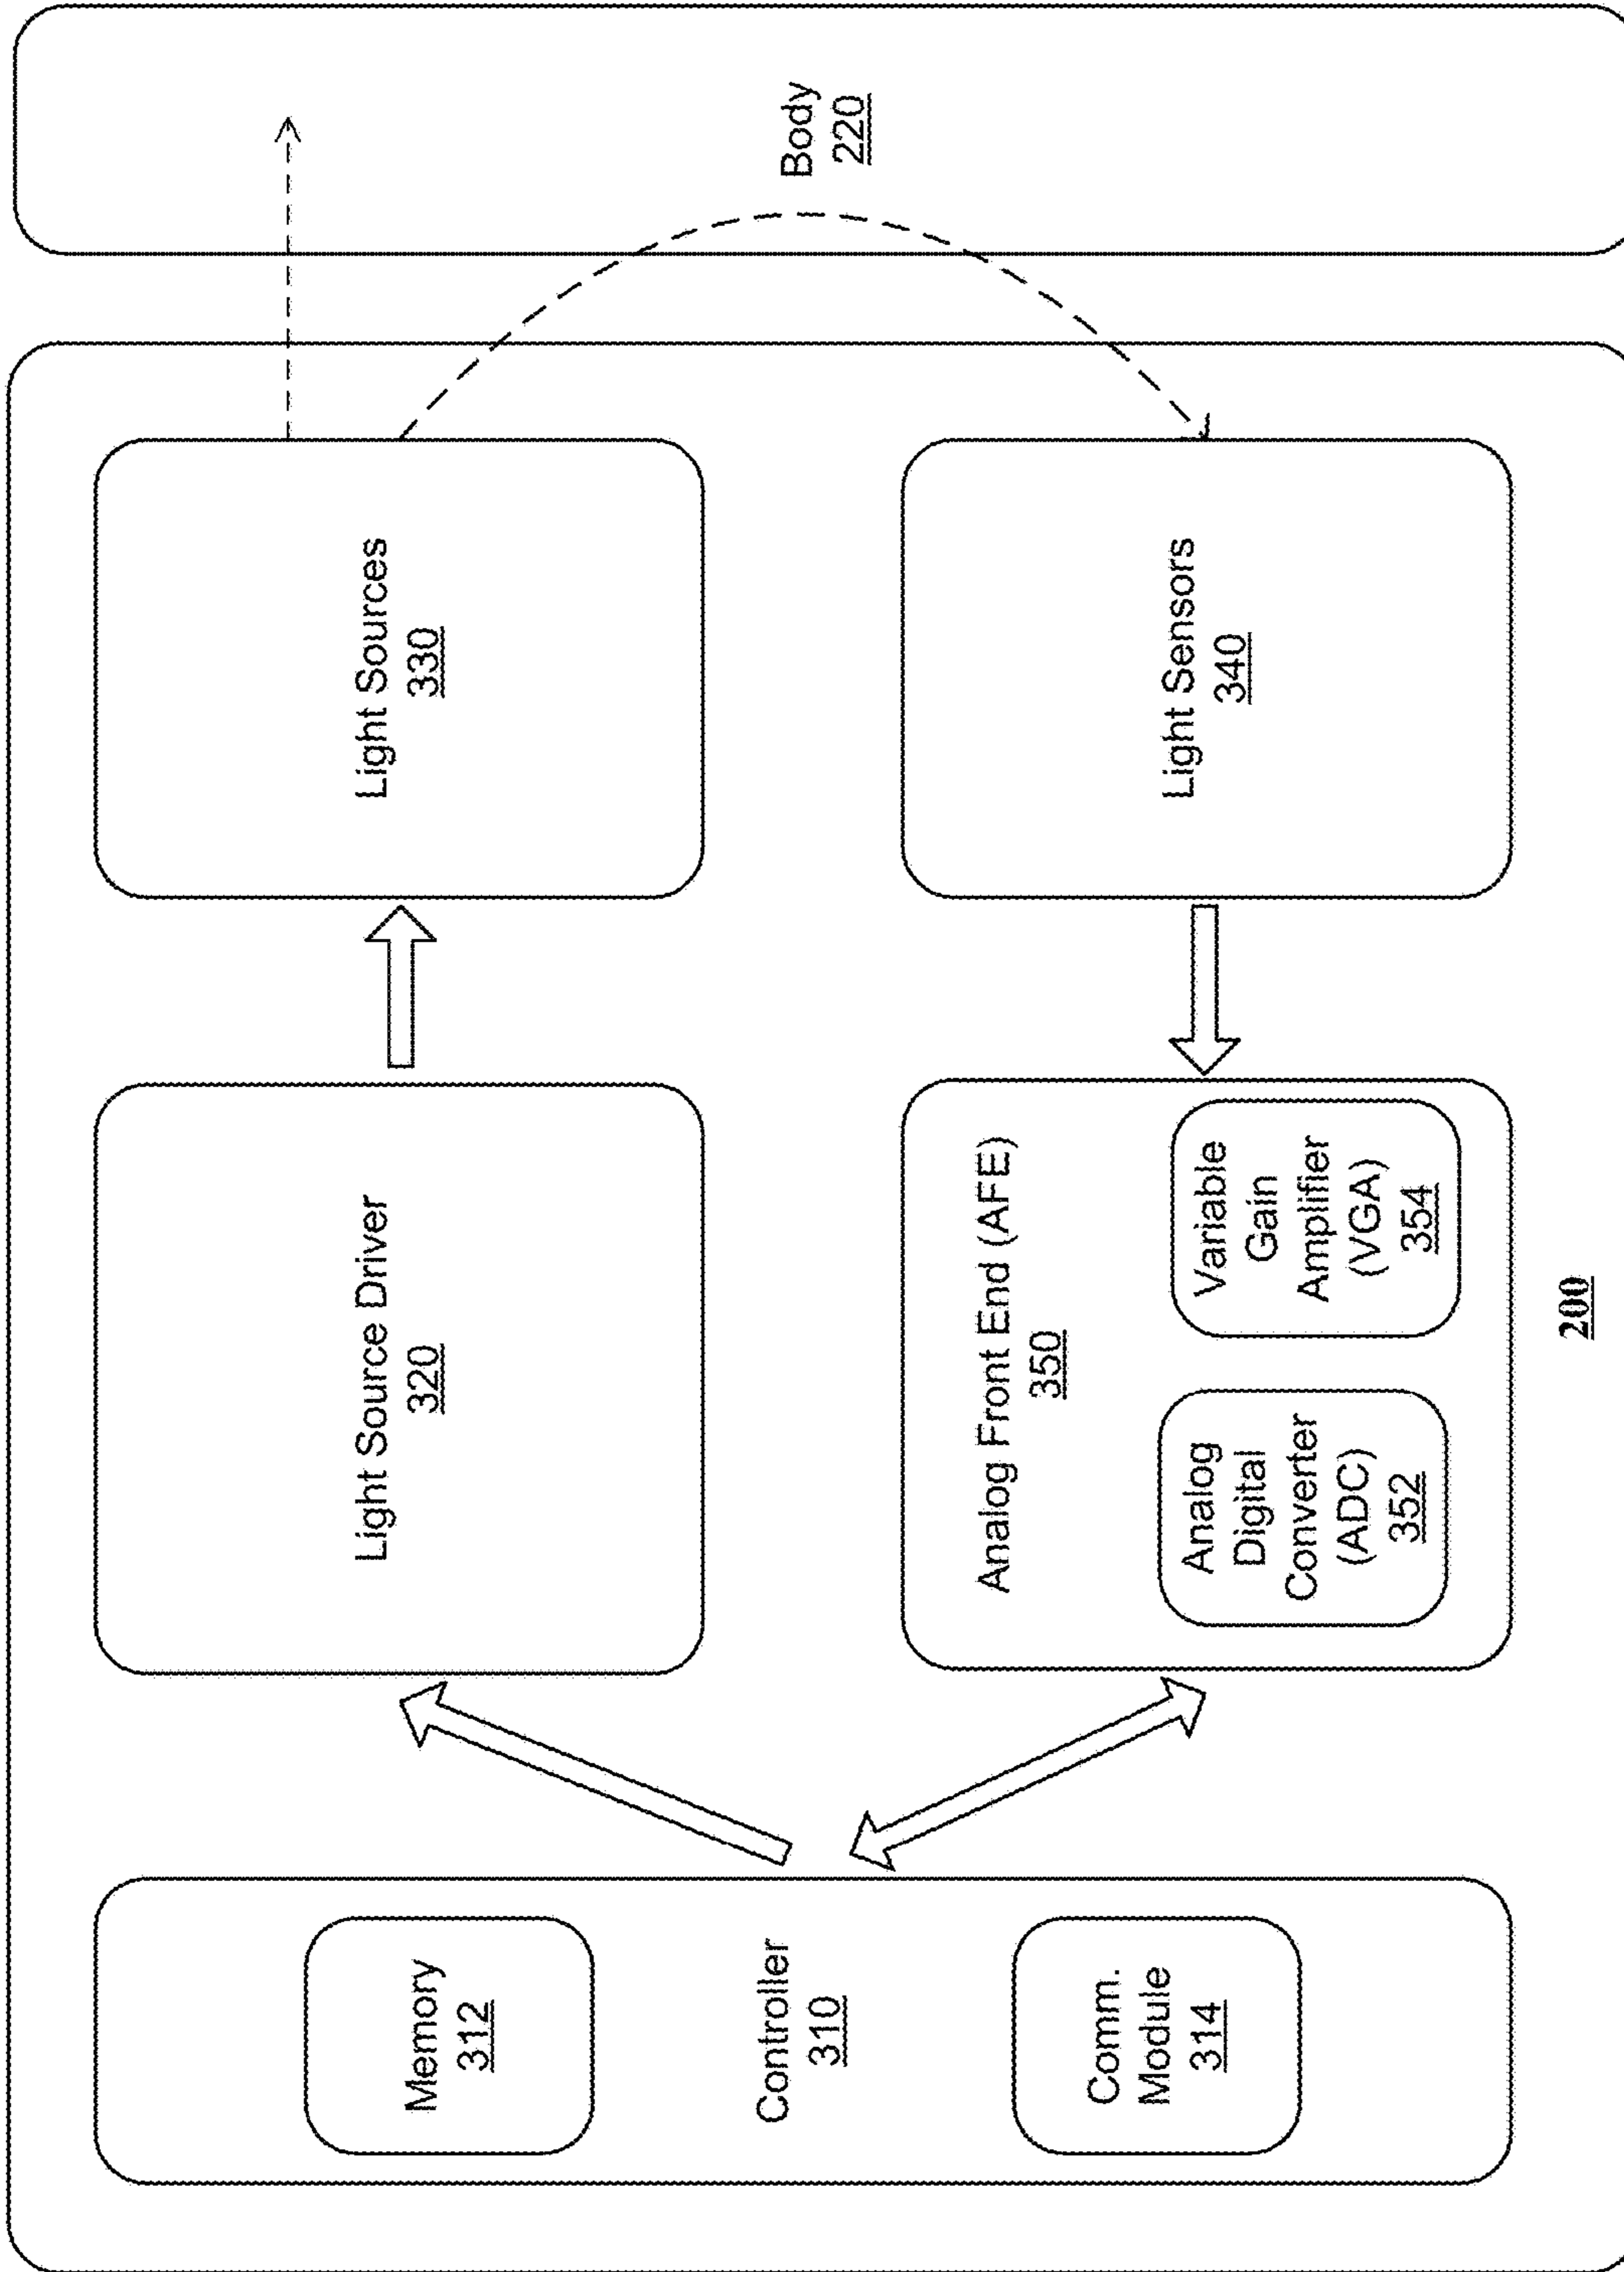 Memory
312
Controller
310
Comm.
Module
314
Light Source Driver
320
Analog Front End (AFE)
350
Analog
Digital
Converter
(ADC)
352
Variable
Gain
Amplifier
(VGA)
354
Light Sources
330
Light Sensors
340
Body
220
200